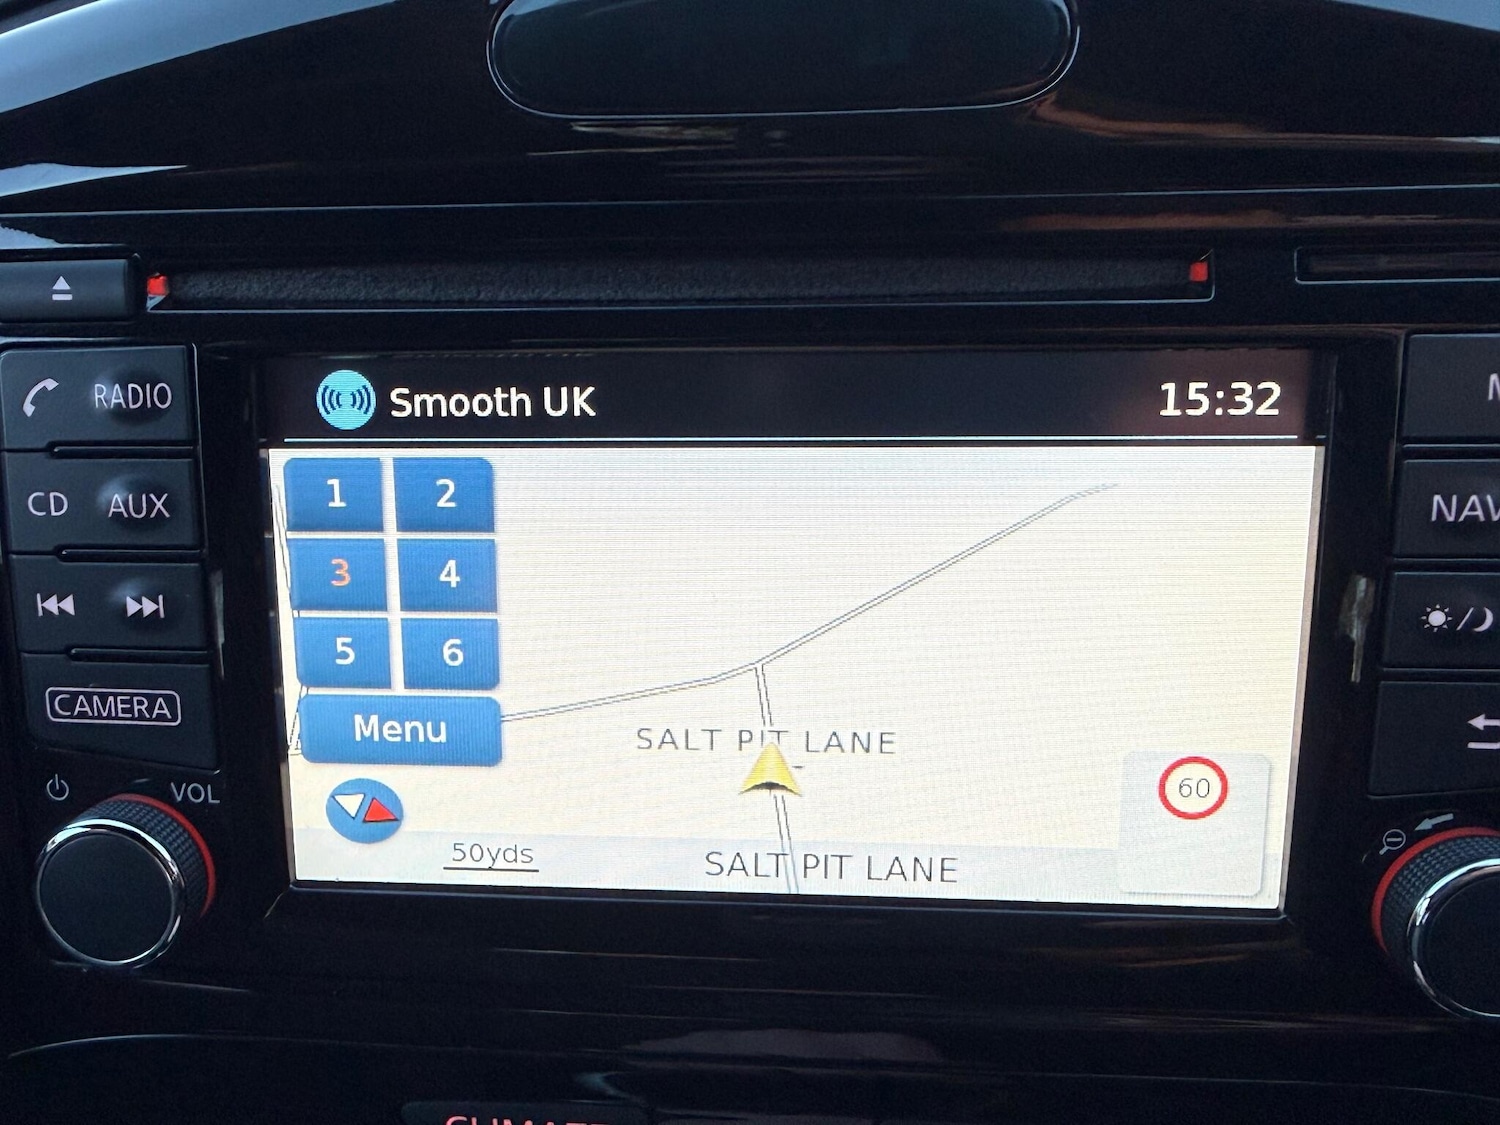 RADIO
CD AUX
CAMERA
VOL
Smooth UK
15:32
1 2
3 4
5 6
Menu
SALT PIT LANE
60
50yds
SALT PIT LANE